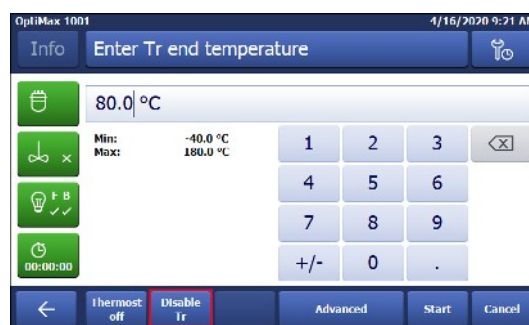 OptiMax 1001 4/16/2020 9:21 AM
Info Enter Tr end temperature
80.0 °C
Min: -40.0 °C
Max: 180.0 °C
1 2 3
4 5 6
F B
7 8 9
00:00:00
+/- 0 .
Thermost off
Disable Tr
Advanced Start Cancel